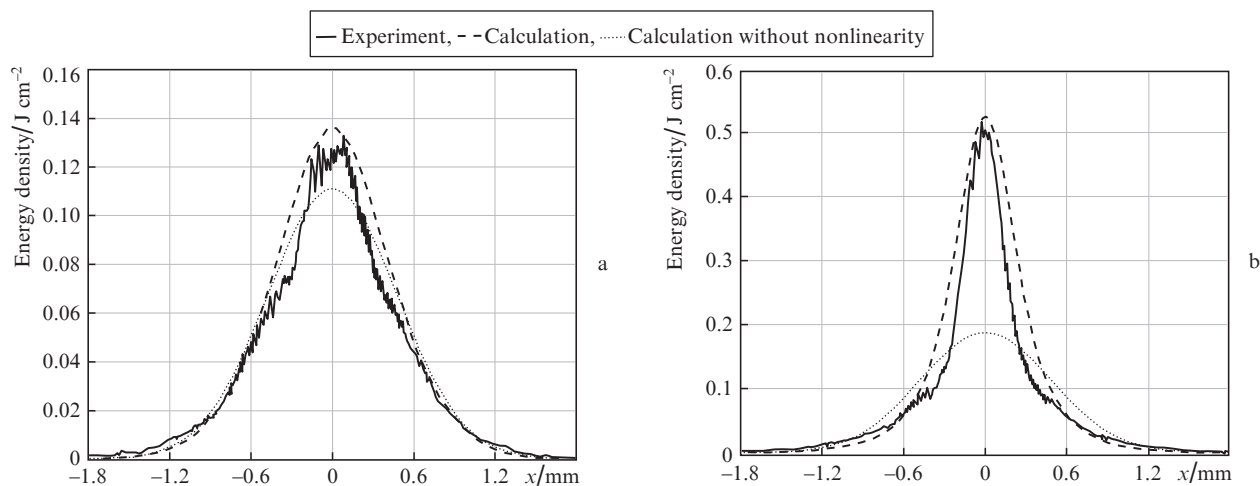 Experiment, Calculation, Calculation without nonlinearity
Energy density/J cm⁻²
0.16
0.14
0.12
0.10
0.08
0.06
0.04
0.02
0
−1.8 −1.2 −0.6 0 0.6 1.2 x/mm
a
Energy density/J cm⁻²
0.6
0.5
0.4
0.3
0.2
0.1
0
−1.8 −1.2 −0.6 0 0.6 1.2 x/mm
b